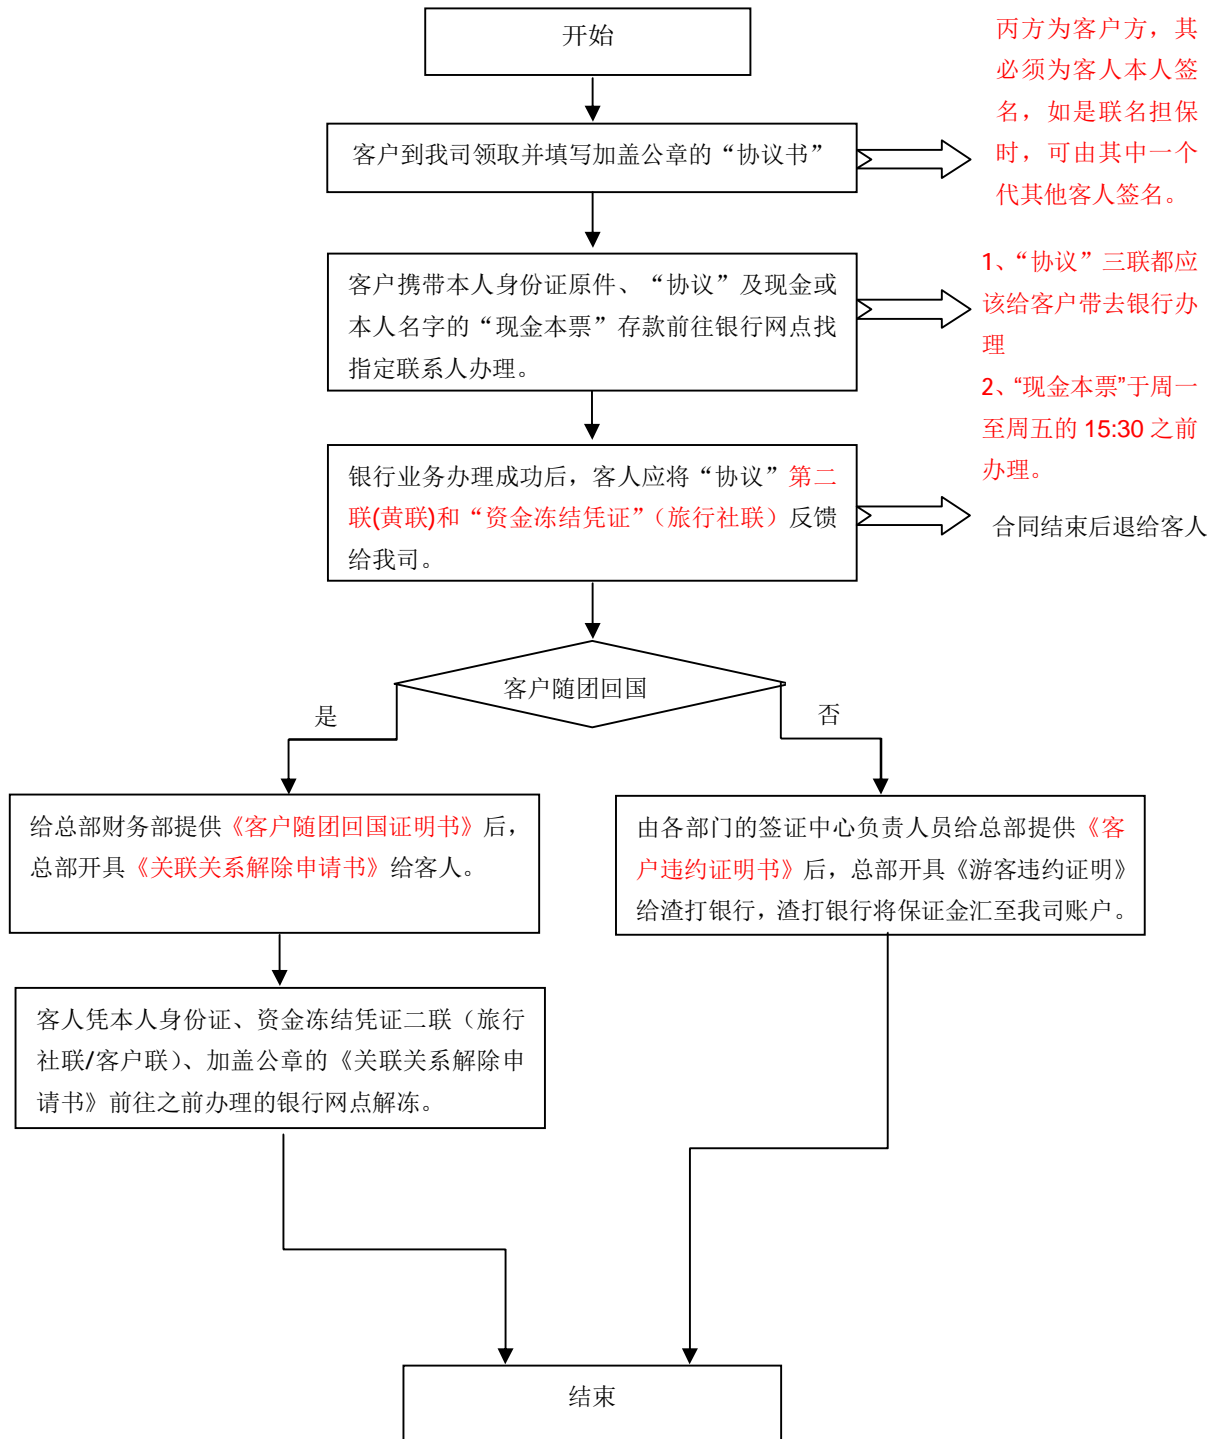 开始
丙方为客户方，其
必须为客人本人签
名，如是联名担保
时，可由其中一个
代其他客人签名。
客户到我司领取并填写加盖公章的“协议书”
客户携带本人身份证原件、“协议”及现金或
本人名字的“现金本票”存款前往银行网点找
指定联系人办理。
1、“协议”三联都应
该给客户带去银行办
理
2、“现金本票”于周一
至周五的 15:30 之前
办理。
银行业务办理成功后，客人应将“协议”第二
联(黄联)和“资金冻结凭证”（旅行社联）反馈
给我司。
合同结束后退给客人
客户随团回国
是
否
给总部财务部提供《客户随团回国证明书》后，
总部开具《关联关系解除申请书》给客人。
由各部门的签证中心负责人员给总部提供《客
户违约证明书》后，总部开具《游客违约证明》
给渣打银行，渣打银行将保证金汇至我司账户。
客人凭本人身份证、资金冻结凭证二联（旅行
社联/客户联）、加盖公章的《关联关系解除申
请书》前往之前办理的银行网点解冻。
结束